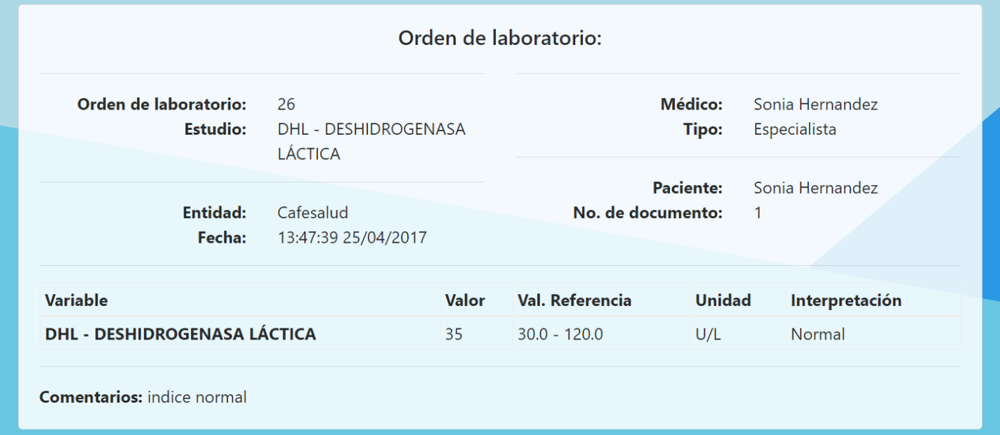 Orden de laboratorio:
Orden de laboratorio: 26
Estudio: DHL - DESHIDROGENASA
LÁCTICA
Entidad: Cafesalud
Fecha: 13:47:39 25/04/2017
Médico: Sonia Hernandez
Tipo: Especialista
Paciente: Sonia Hernandez
No. de documento: 1
Variable Valor Val. Referencia Unidad Interpretación
DHL - DESHIDROGENASA LÁCTICA 35 30.0 - 120.0 U/L Normal
Comentarios: indice normal